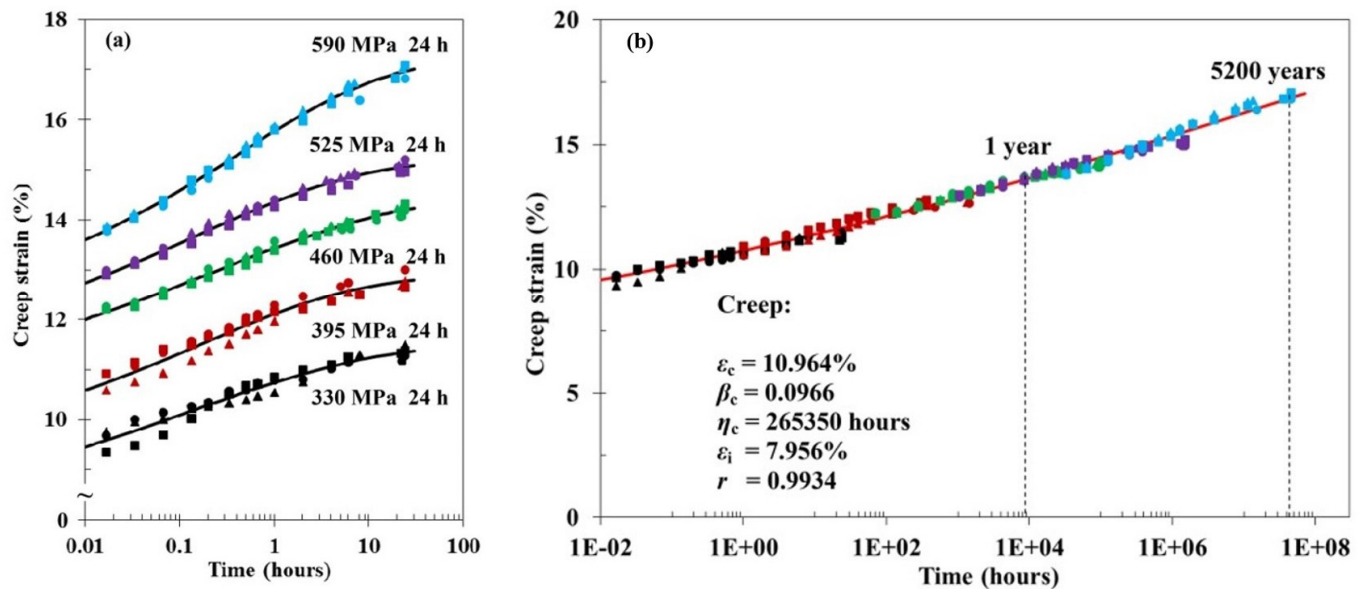 (a)
590 MPa 24 h
525 MPa 24 h
460 MPa 24 h
395 MPa 24 h
330 MPa 24 h
18
16
14
12
10
~
0
Creep strain (%)
0.01 0.1 1 10 100
Time (hours)
(b)
5200 years
1 year
Creep:
εc = 10.964%
βc = 0.0966
ηc = 265350 hours
εi = 7.956%
r = 0.9934
20
15
10
5
0
Creep strain (%)
1E-02 1E+00 1E+02 1E+04 1E+06 1E+08
Time (hours)